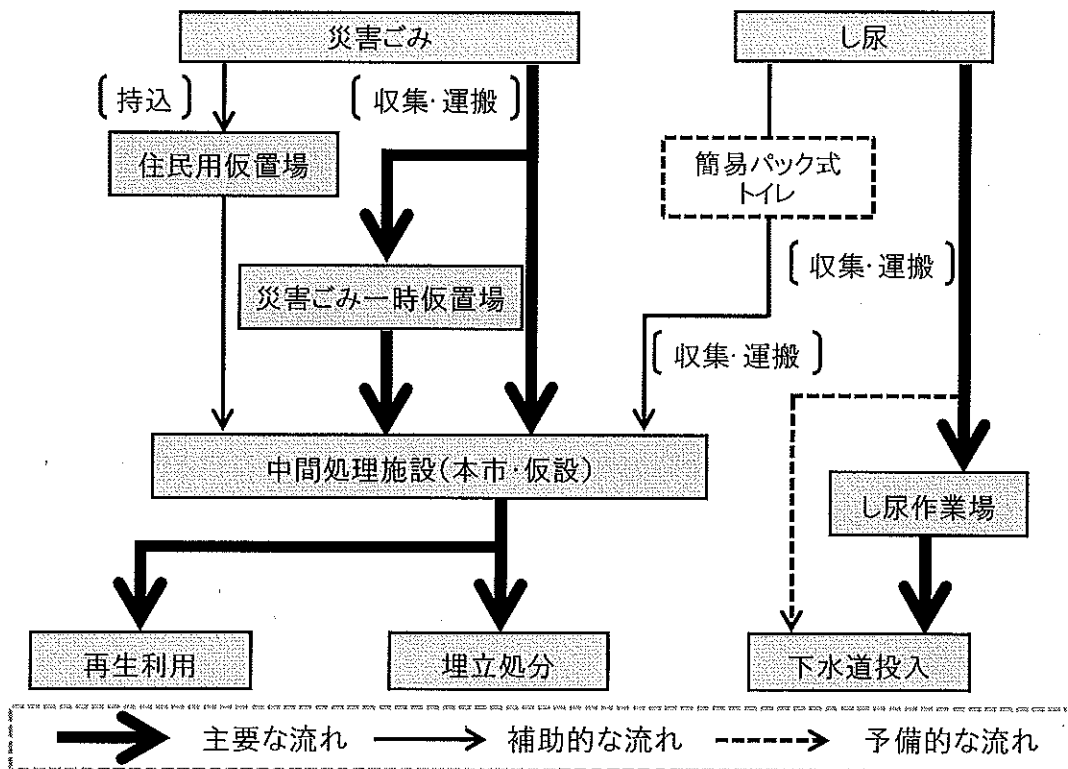 災害ごみ
し尿
〔持込〕
〔収集・運搬〕
住民用仮置場
簡易パック式
トイレ
災害ごみ一時仮置場
〔収集・運搬〕
〔収集・運搬〕
中間処理施設(本市・仮設)
し尿作業場
再生利用
埋立処分
下水道投入
主要な流れ
補助的な流れ
予備的な流れ